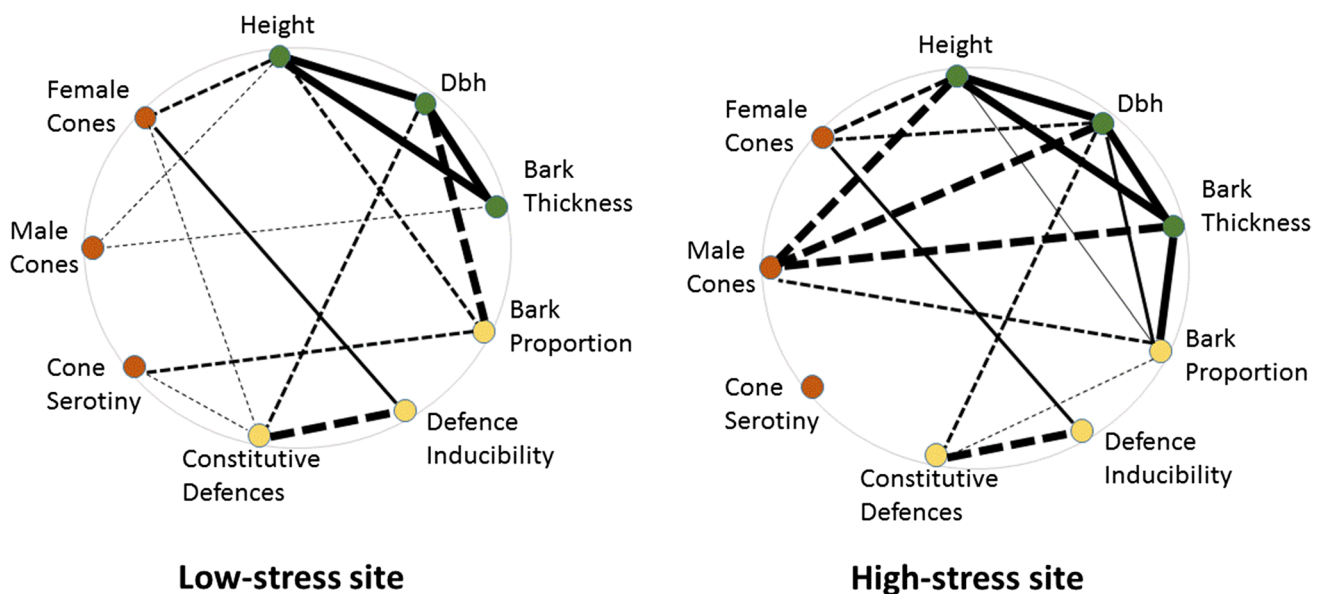 Height
Dbh
Female
Cones
Bark
Thickness
Male
Cones
Bark
Proportion
Cone
Serotiny
Defence
Inducibility
Constitutive
Defences
Low-stress site
Height
Dbh
Female
Cones
Bark
Thickness
Male
Cones
Bark
Proportion
Cone
Serotiny
Defence
Inducibility
Constitutive
Defences
High-stress site